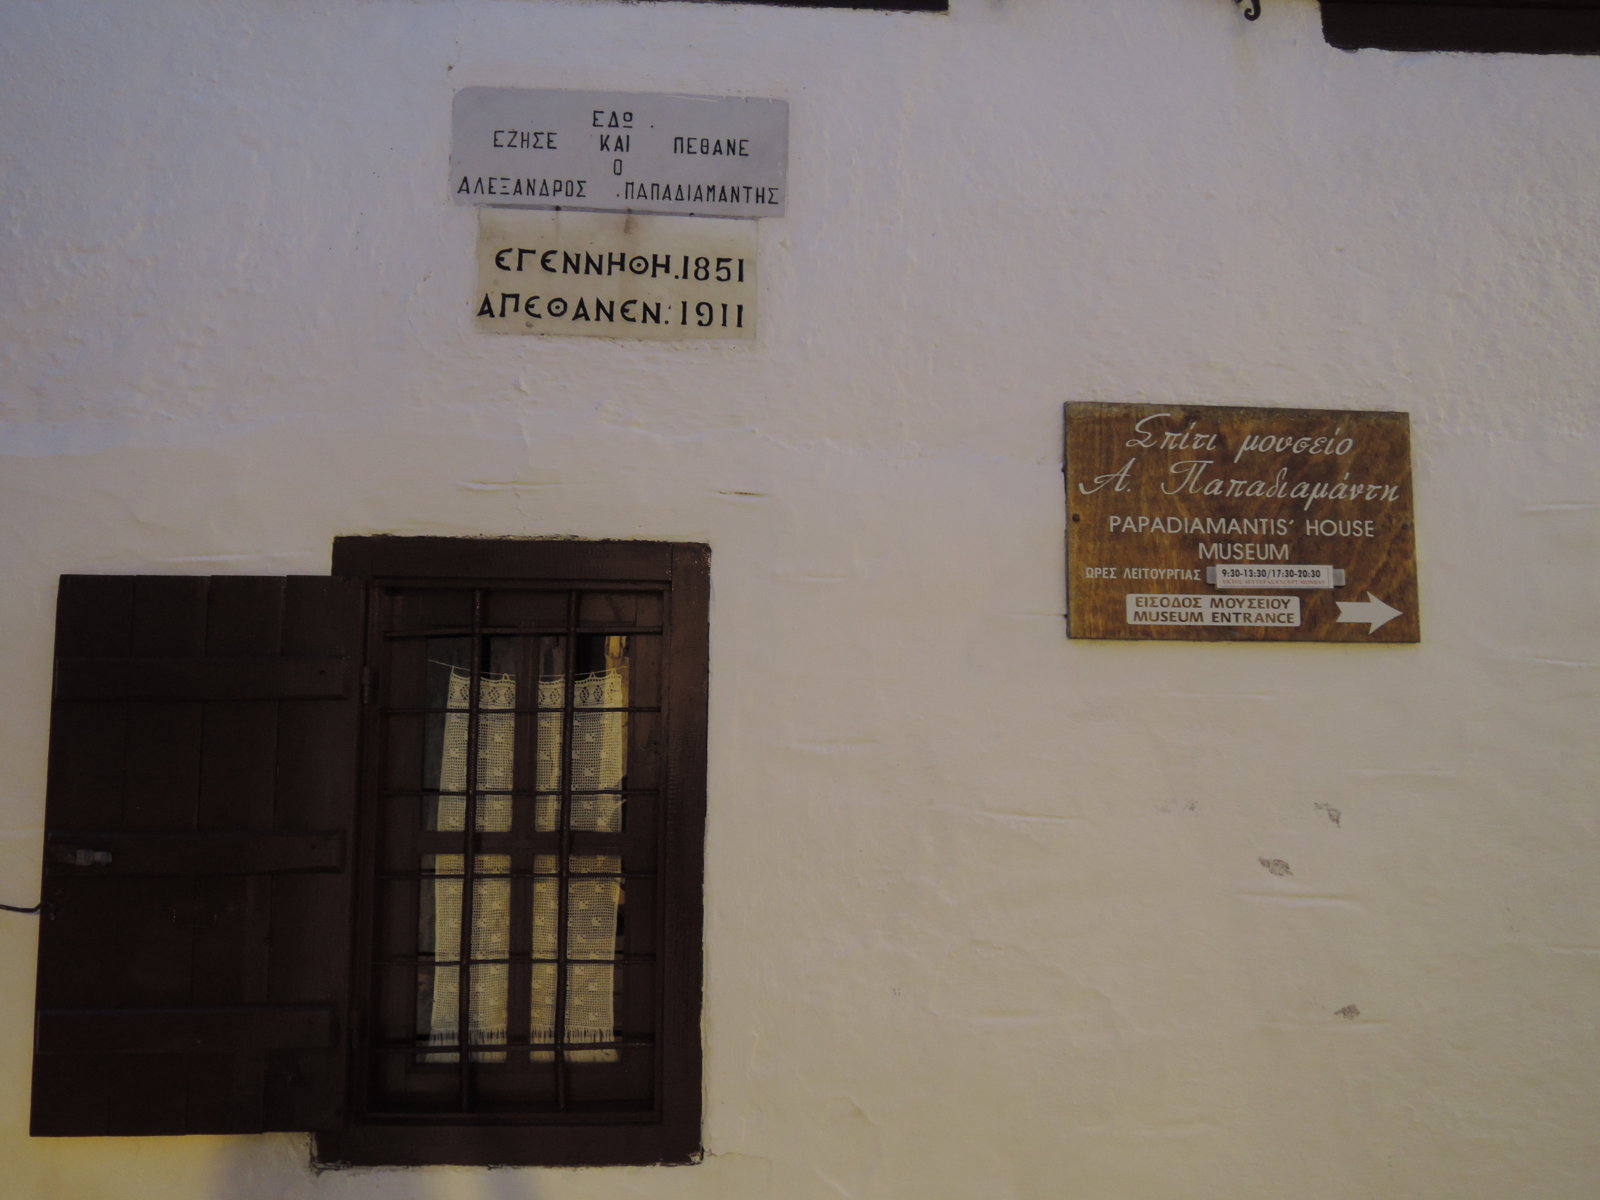 ΕΔΩ.
ΕΖΗΣΕ ΚΑΙ ΠΕΘΑΝΕ
Ο
ΑΛΕΞΑΝΔΡΟΣ .ΠΑΠΑΔΙΑΜΑΝΤΗΣ
ΕΓΕΝΝΗΘΗ.1851
ΑΠΕΘΑΝΕΝ:1911
Σπίτι μουσείο
Α. Παπαδιαμάντη
PAPADIAMANTIS' HOUSE
MUSEUM
ΩΡΕΣ ΛΕΙΤΟΥΡΓΙΑΣ 9:30-13:30/17:30-20:30
ΕΙΣΟΔΟΣ ΜΟΥΣΕΙΟΥ
MUSEUM ENTRANCE